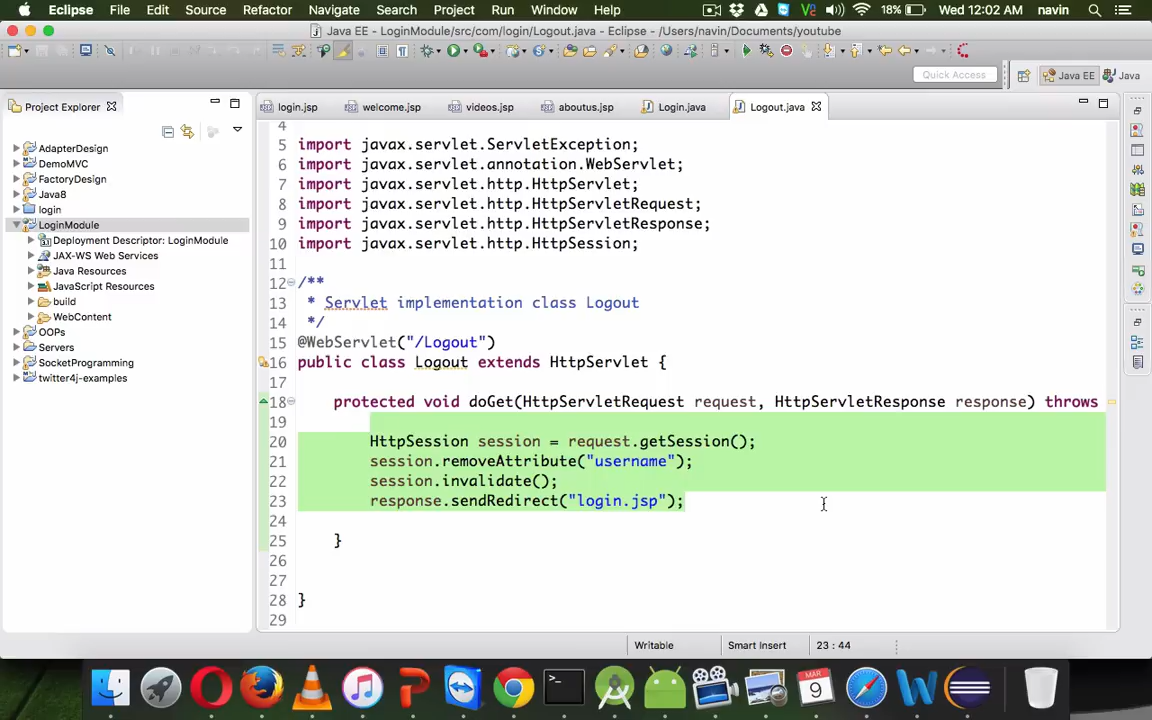 Eclipse File Edit Source Refactor Navigate Search Project Run Window Help 18% Wed 12:02 AM navin
Java EE - LoginModule/src/com/login/Logout.java - Eclipse - /Users/navin/Documents/youtube
Quick Access Java EE Java
Project Explorer
login.jsp welcome.jsp videos.jsp aboutus.jsp Login.java Logout.java
AdapterDesign
DemoMVC
FactoryDesign
Java8
login
LoginModule
Deployment Descriptor: LoginModule
JAX-WS Web Services
Java Resources
JavaScript Resources
build
WebContent
OOPs
Servers
SocketProgramming
twitter4j-examples
4
5 import javax.servlet.ServletException;
6 import javax.servlet.annotation.WebServlet;
7 import javax.servlet.http.HttpServlet;
8 import javax.servlet.http.HttpServletRequest;
9 import javax.servlet.http.HttpServletResponse;
10 import javax.servlet.http.HttpSession;
11
12 /**
13 * Servlet implementation class Logout
14 */
15 @WebServlet("/Logout")
16 public class Logout extends HttpServlet {
17
18 protected void doGet(HttpServletRequest request, HttpServletResponse response) throws
19
20 HttpSession session = request.getSession();
21 session.removeAttribute("username");
22 session.invalidate();
23 response.sendRedirect("login.jsp");
24
25 }
26
27
28 }
29
Writable Smart Insert 23 : 44
MAR
9